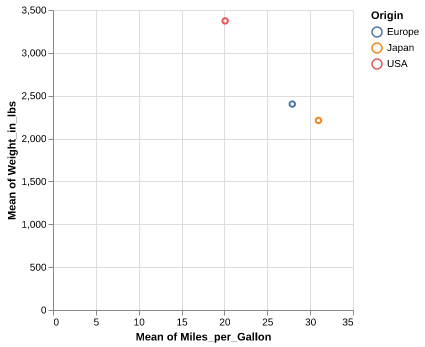 3,500
3,000
2,500
2,000
1,500
1,000
500
0
Mean of Weight_in_lbs
0 5 10 15 20 25 30 35
Mean of Miles_per_Gallon
Origin
Europe
Japan
USA